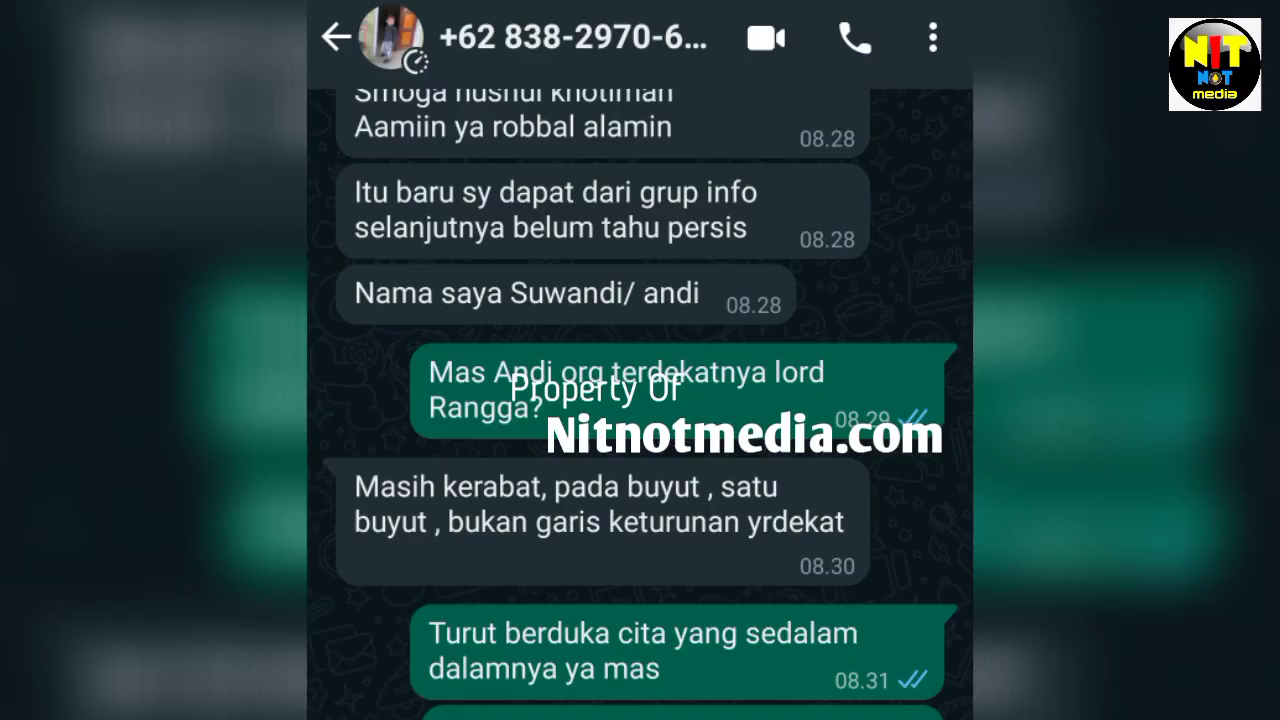 +62 838-2970-6...
NIT
NOT
media
Smoga husnul khotimah
Aamiin ya robbal alamin
08.28
Itu baru sy dapat dari grup info
selanjutnya belum tahu persis
08.28
Nama saya Suwandi/ andi
08.28
Mas Andi org terdekatnya lord
Rangga?
08.29
Property Of
Nitnotmedia.com
Masih kerabat, pada buyut , satu
buyut , bukan garis keturunan yrdekat
08.30
Turut berduka cita yang sedalam
dalamnya ya mas
08.31